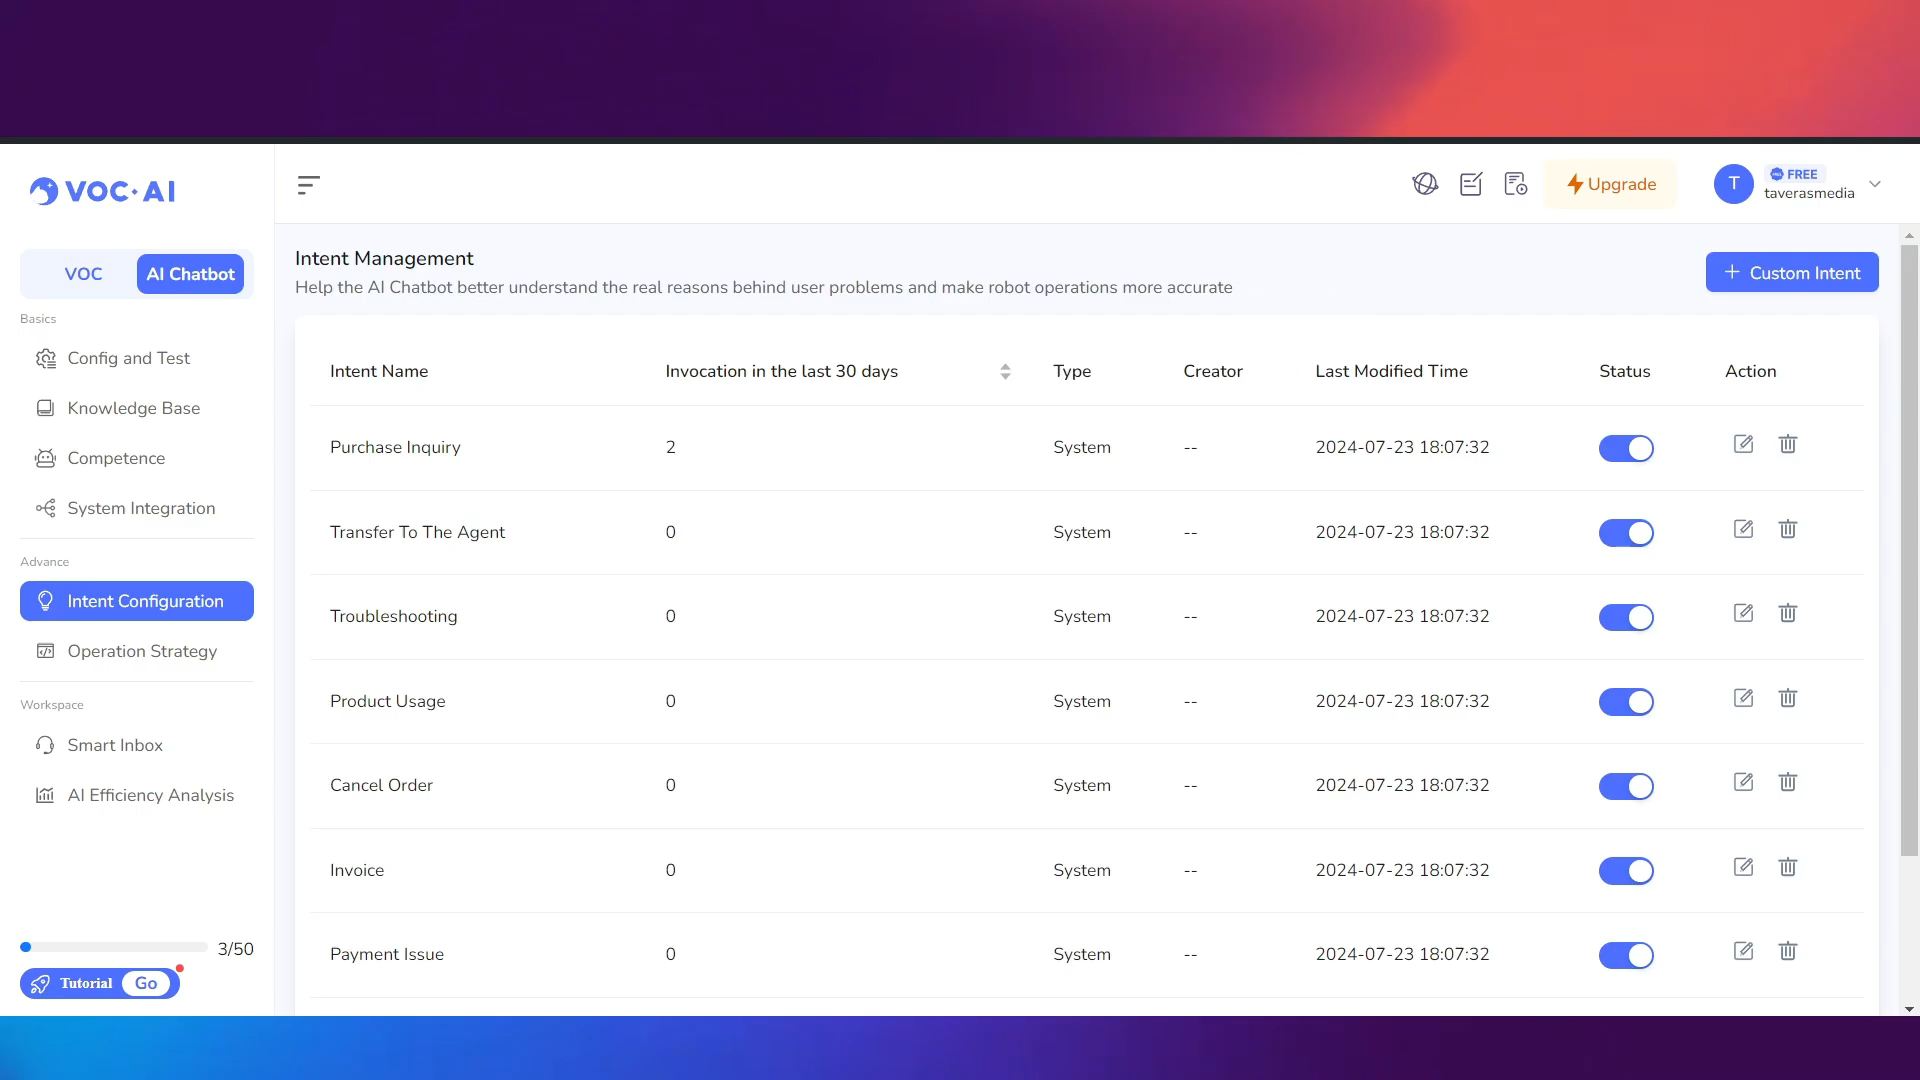 VOC·AI
Upgrade
T
FREE
taverasmedia
VOC
AI Chatbot
Basics
Config and Test
Knowledge Base
Competence
System Integration
Advance
Intent Configuration
Operation Strategy
Workspace
Smart Inbox
AI Efficiency Analysis
3/50
Tutorial Go
Intent Management
Help the AI Chatbot better understand the real reasons behind user problems and make robot operations more accurate
+ Custom Intent
Intent Name Invocation in the last 30 days Type Creator Last Modified Time Status Action
Purchase Inquiry 2 System -- 2024-07-23 18:07:32
Transfer To The Agent 0 System -- 2024-07-23 18:07:32
Troubleshooting 0 System -- 2024-07-23 18:07:32
Product Usage 0 System -- 2024-07-23 18:07:32
Cancel Order 0 System -- 2024-07-23 18:07:32
Invoice 0 System -- 2024-07-23 18:07:32
Payment Issue 0 System -- 2024-07-23 18:07:32